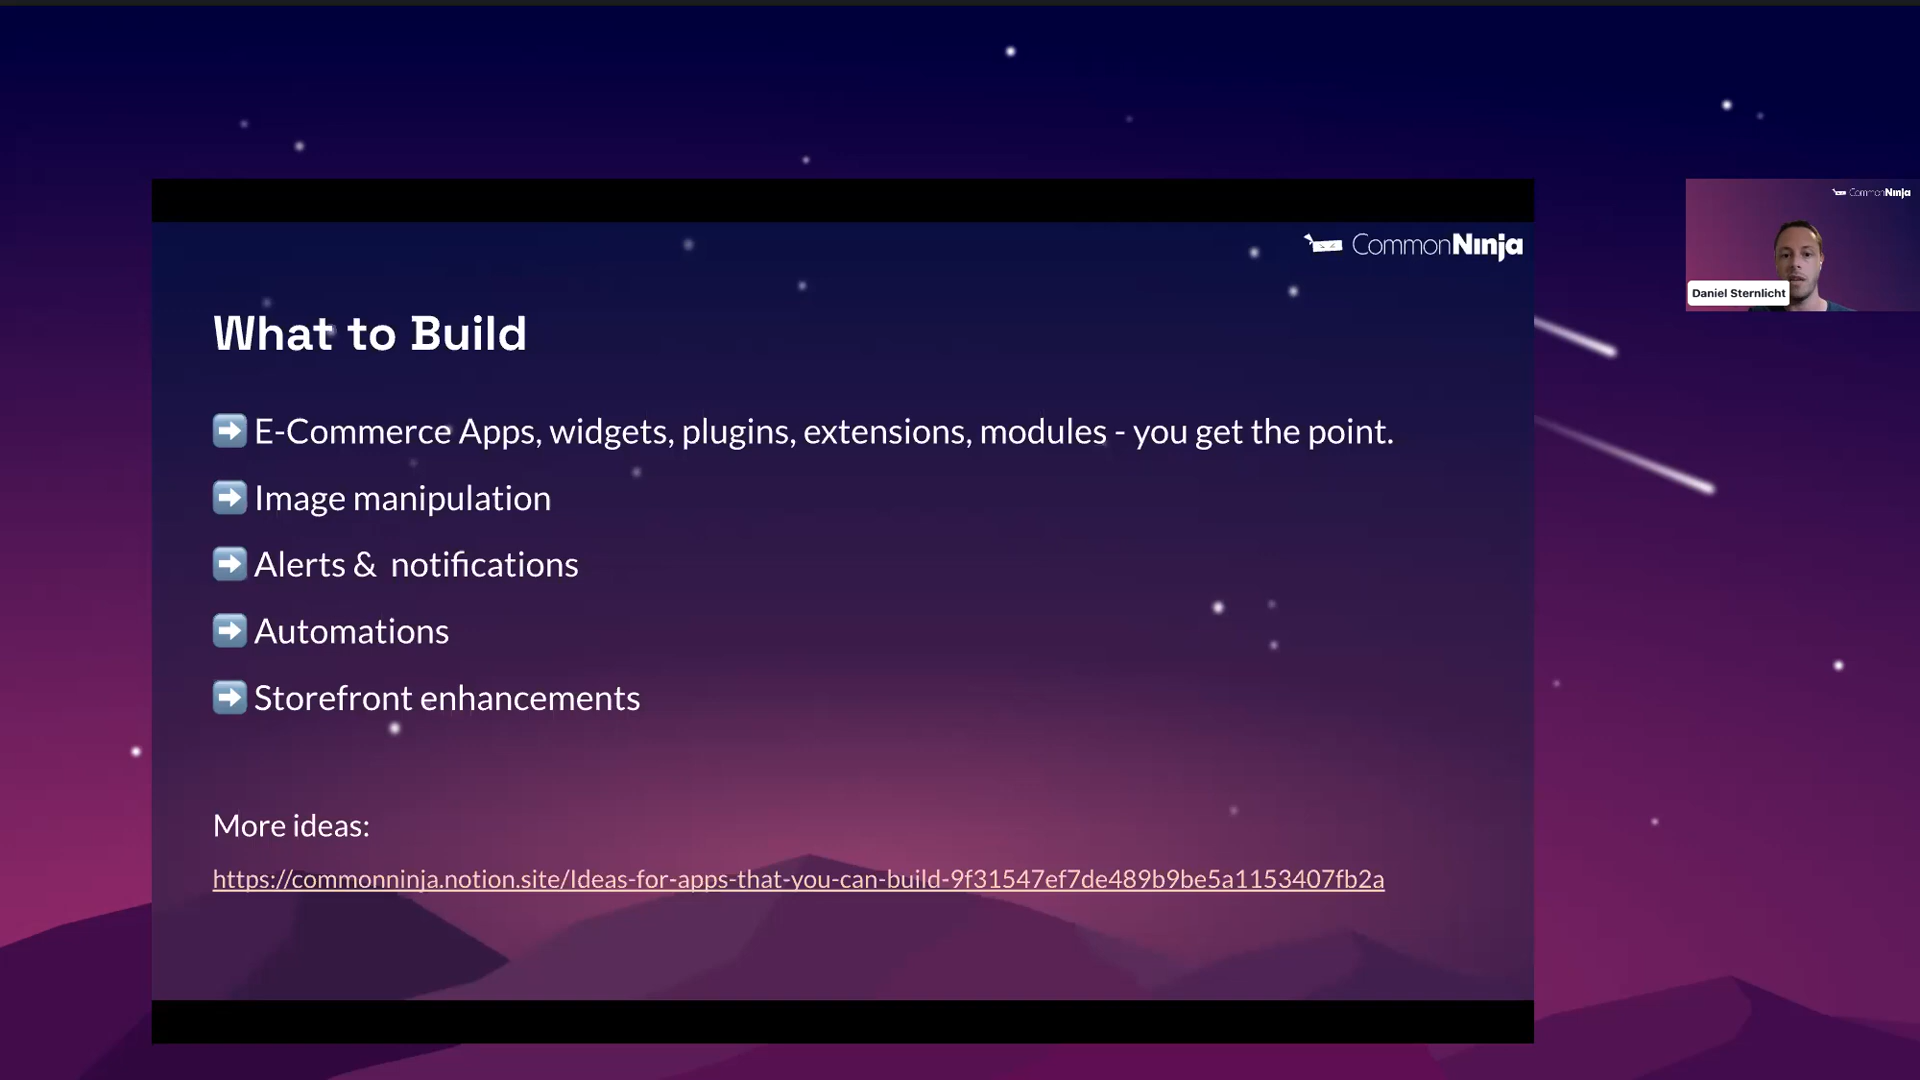 CommonNinja
CommonNinja
Daniel Sternlicht
What to Build
E-Commerce Apps, widgets, plugins, extensions, modules - you get the point.
Image manipulation
Alerts & notifications
Automations
Storefront enhancements
More ideas:
https://commonninja.notion.site/Ideas-for-apps-that-you-can-build-9f31547ef7de489b9be5a1153407fb2a